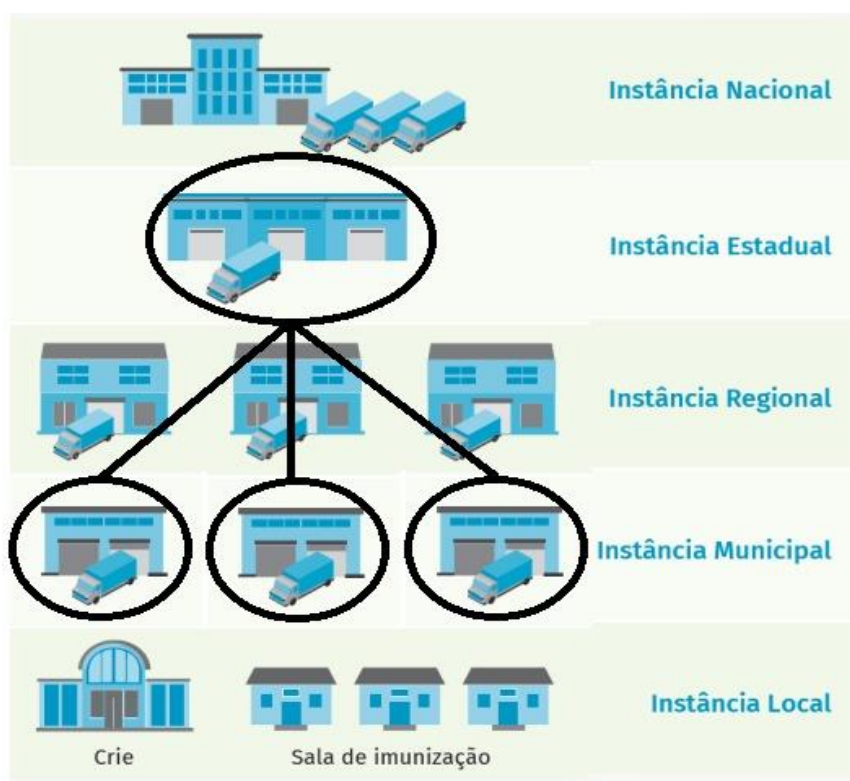 Instância Nacional
Instância Estadual
Instância Regional
Instância Municipal
Instância Local
Crie
Sala de imunização